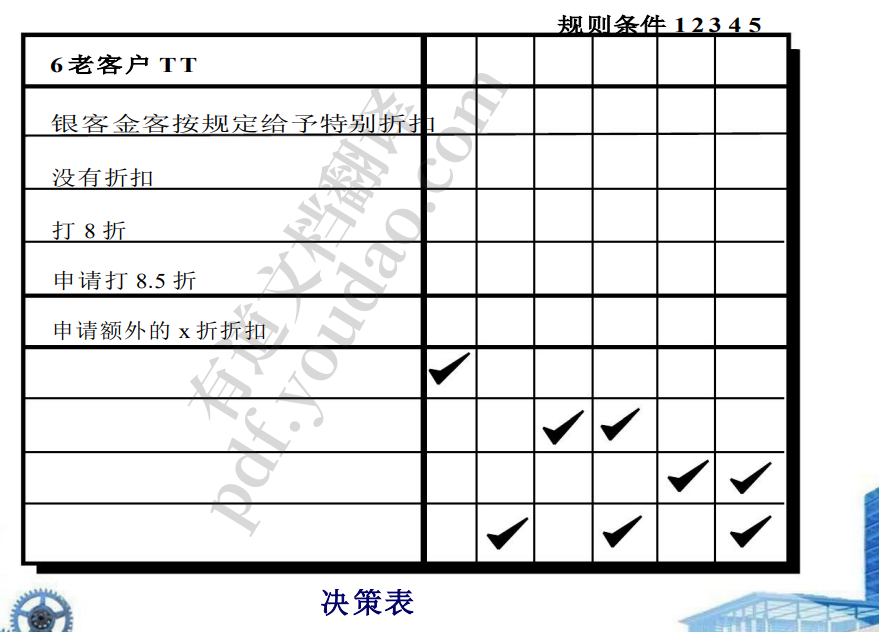 规则条件 1 2 3 4 5
6 老客户 T T
银客金客按规定给予特别折扣
没有折扣
打 8 折
申请打 8.5 折
申请额外的 x 折折扣
有道文档翻译
pdf.youdao.com
决策表